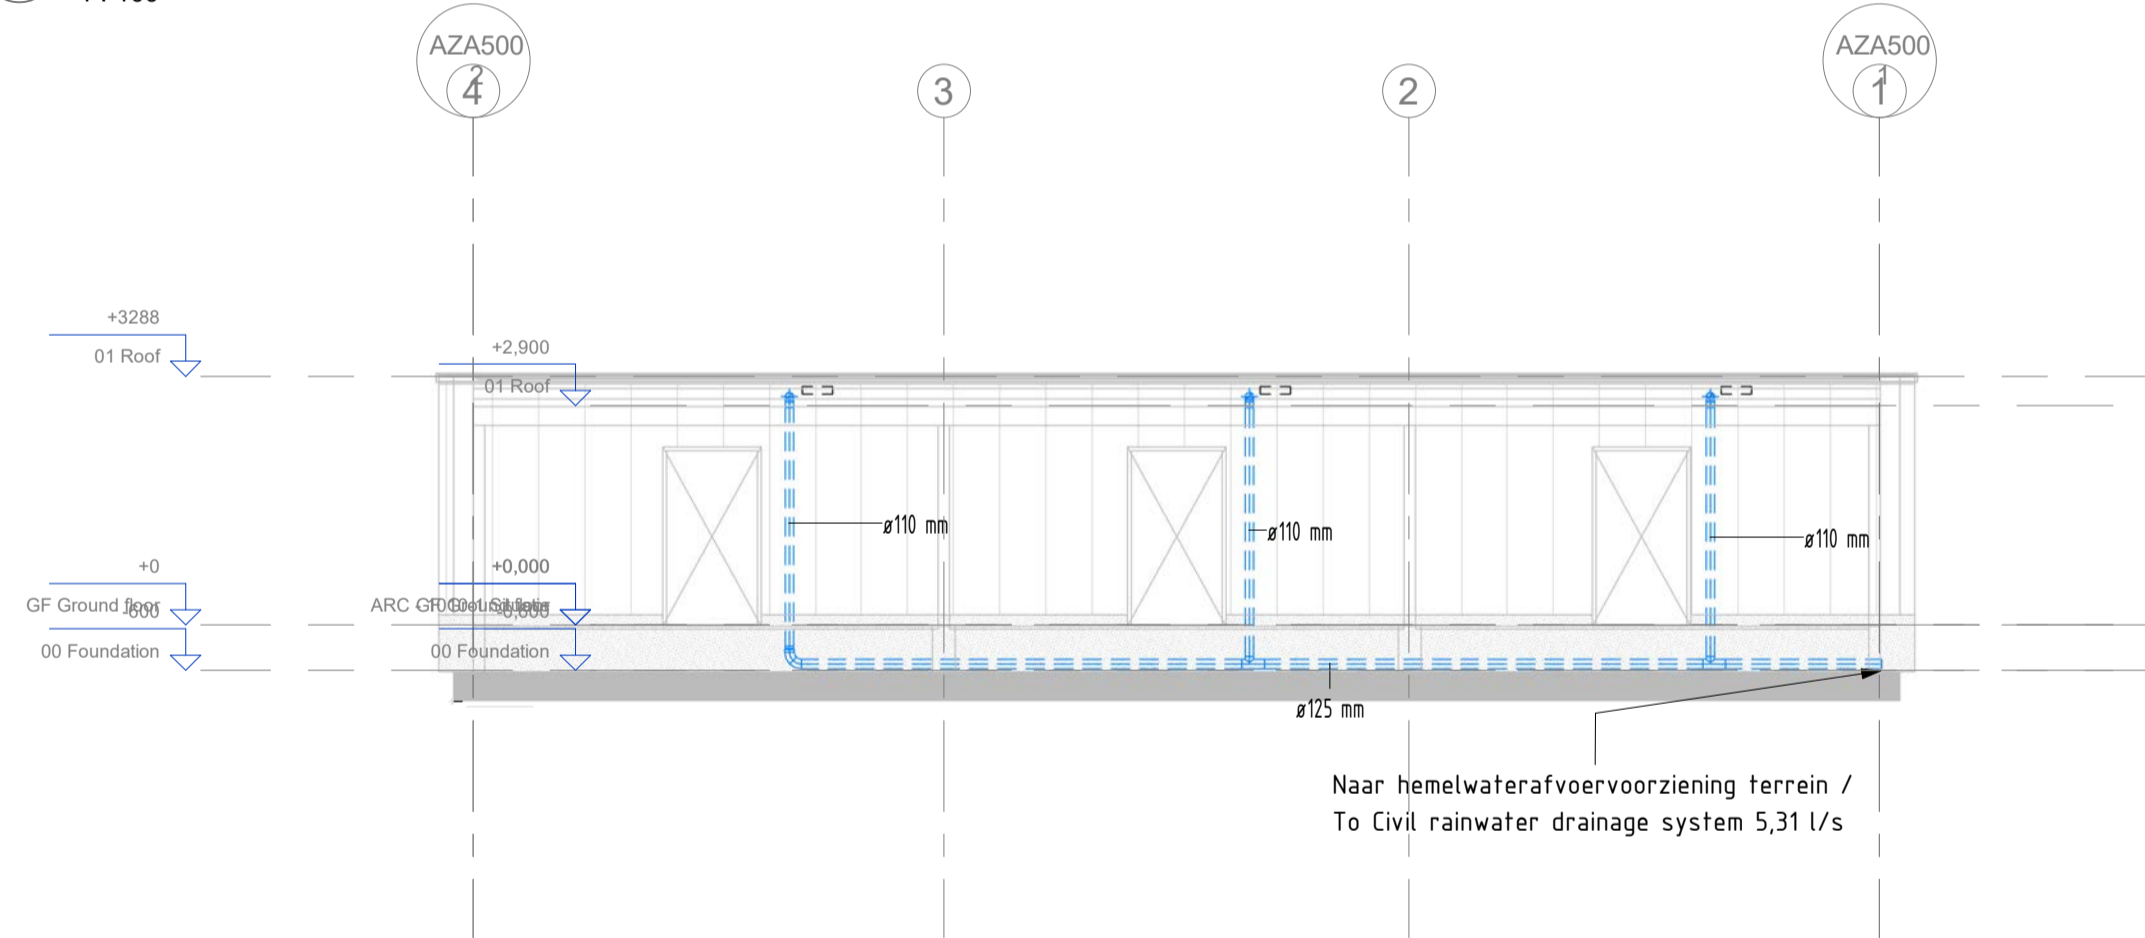 AZA500
2
4
3
2
AZA500
1
1
+3288
01 Roof
+2,900
01 Roof
ø110 mm
ø110 mm
ø110 mm
+0
GF Ground floor
-600
00 Foundation
+0,000
00 Foundation
ø125 mm
Naar hemelwaterafvoervoorziening terrein /
To Civil rainwater drainage system 5,31 l/s